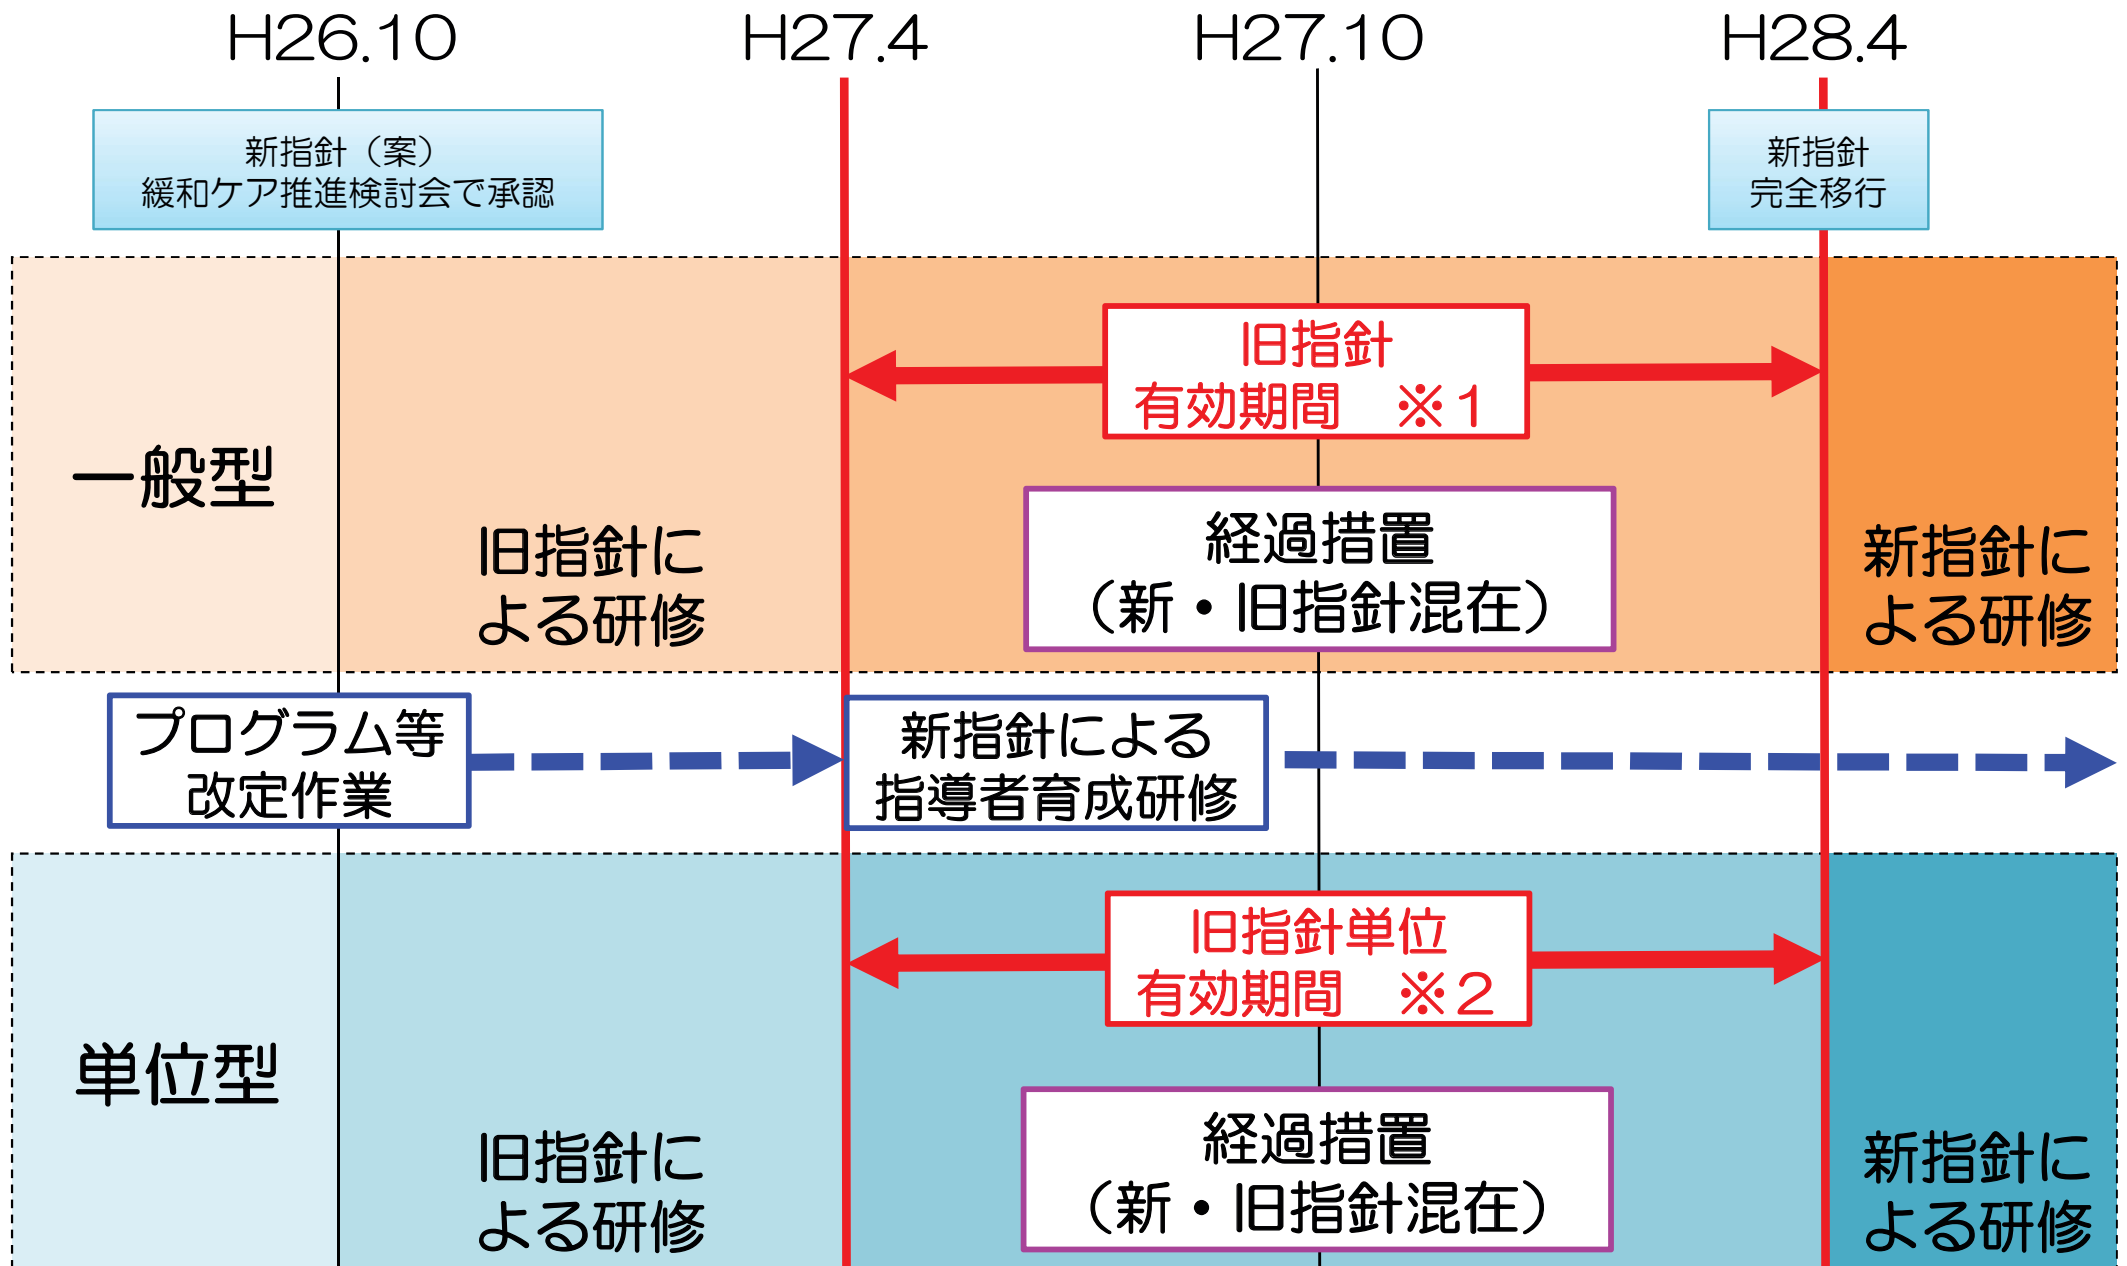 H26.10
H27.4
H27.10
H28.4
新指針（案）
緩和ケア推進検討会で承認
新指針
完全移行
旧指針
有効期間　※1
一般型
旧指針に
よる研修
経過措置
（新・旧指針混在）
新指針に
よる研修
プログラム等
改定作業
新指針による
指導者育成研修
旧指針単位
有効期間　※2
単位型
旧指針に
よる研修
経過措置
（新・旧指針混在）
新指針に
よる研修